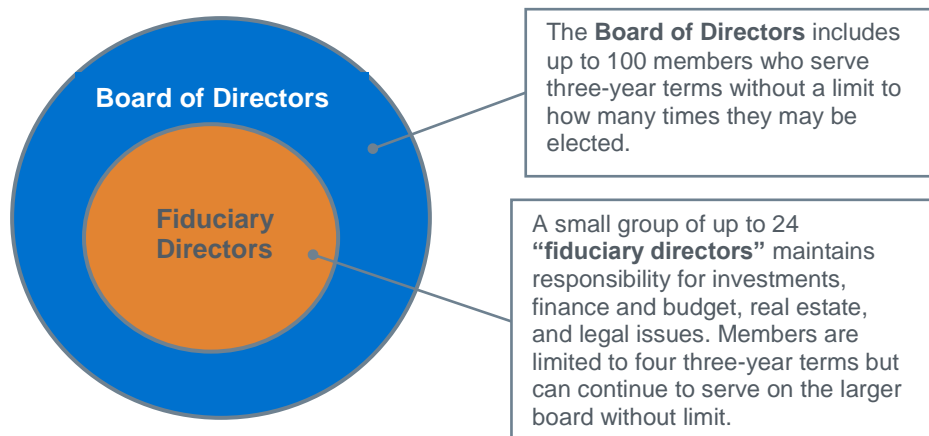 Board of Directors
Fiduciary
Directors
The Board of Directors includes
up to 100 members who serve
three-year terms without a limit to
how many times they may be
elected.
A small group of up to 24
“fiduciary directors” maintains
responsibility for investments,
finance and budget, real estate,
and legal issues. Members are
limited to four three-year terms but
can continue to serve on the larger
board without limit.